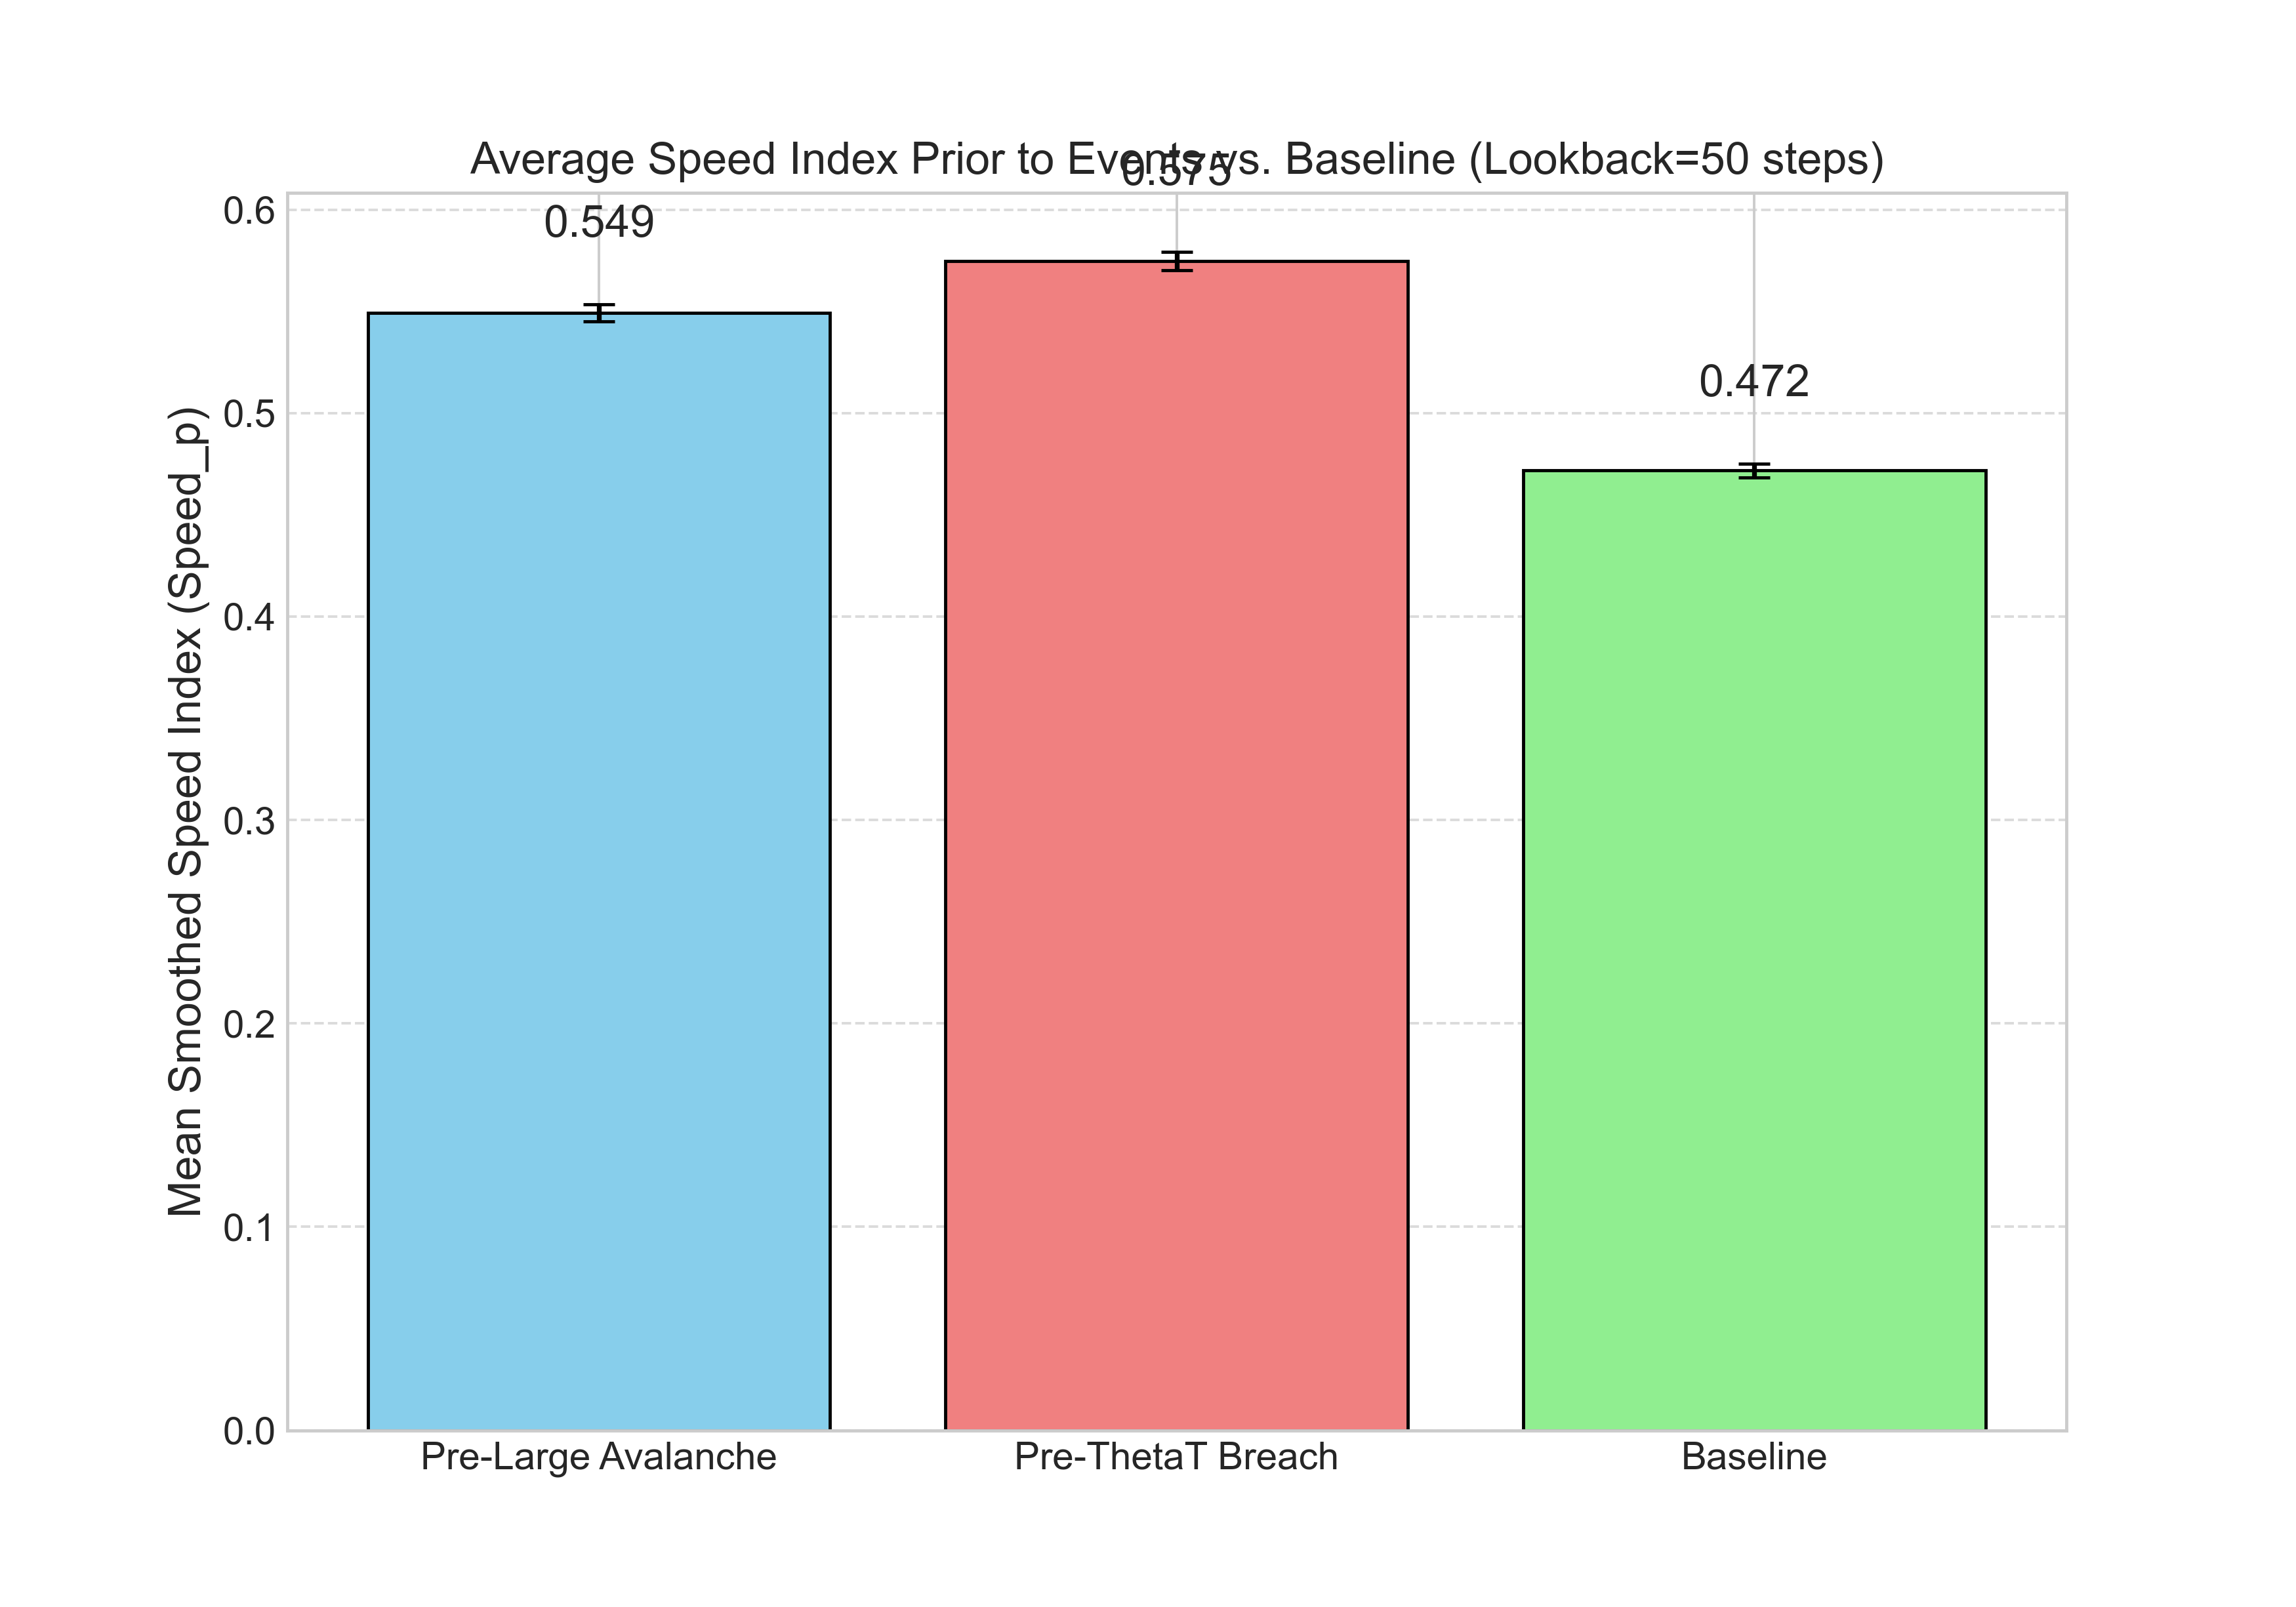 Average Speed Index Prior to Events vs. Baseline (Lookback=50 steps)
0.575
0.549
0.472
Mean Smoothed Speed Index (Speed_p)
0.6
0.5
0.4
0.3
0.2
0.1
0.0
Pre-Large Avalanche
Pre-ThetaT Breach
Baseline